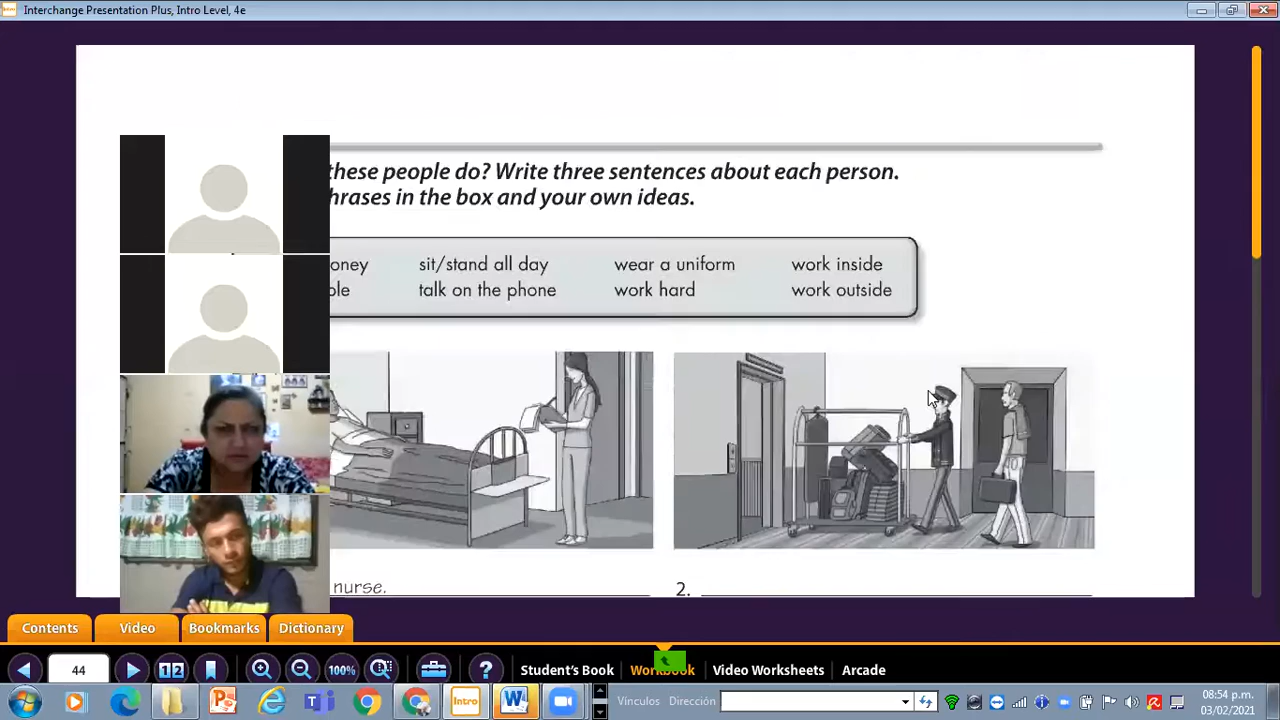 Interchange Presentation Plus, Intro Level, 4e
these people do? Write three sentences about each person.
hrases in the box and your own ideas.
oney sit/stand all day wear a uniform work inside
ple talk on the phone work hard work outside
nurse.
2.
Contents Video Bookmarks Dictionary
44 12 100% ? Student's Book Workbook Video Worksheets Arcade
Intro Vínculos Dirección 08:54 p.m.
03/02/2021